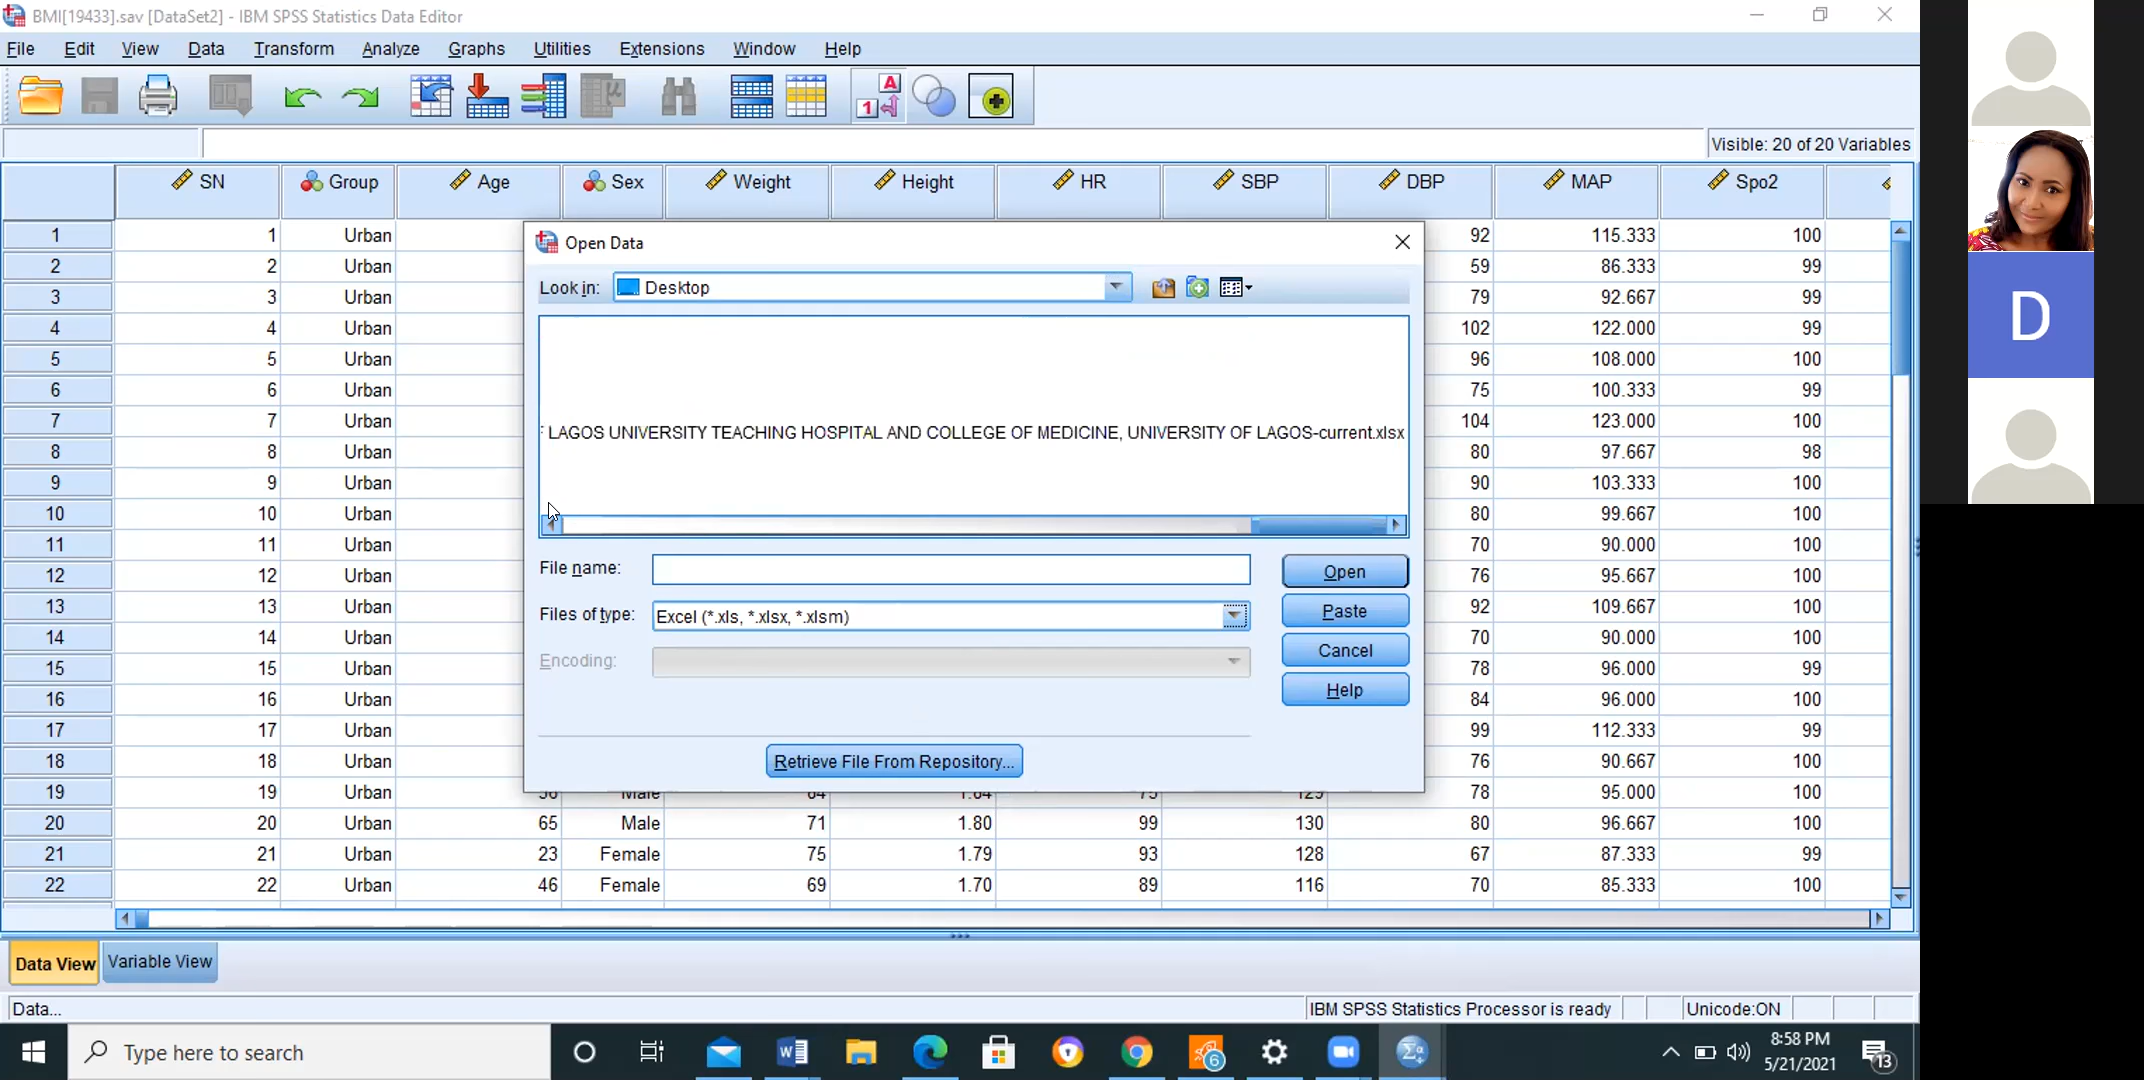 BMI[19433].sav [DataSet2] - IBM SPSS Statistics Data Editor
File Edit View Data Transform Analyze Graphs Utilities Extensions Window Help
Visible: 20 of 20 Variables
SN Group Age Sex Weight Height HR SBP DBP MAP Spo2
1 1 Urban 92 115.333 100
2 2 Urban 59 86.333 99
3 3 Urban 79 92.667 99
4 4 Urban 102 122.000 99
5 5 Urban 96 108.000 100
6 6 Urban 75 100.333 99
7 7 Urban 104 123.000 100
8 8 Urban 80 97.667 98
9 9 Urban 90 103.333 100
10 10 Urban 80 99.667 100
11 11 Urban 70 90.000 100
12 12 Urban 76 95.667 100
13 13 Urban 92 109.667 100
14 14 Urban 70 90.000 100
15 15 Urban 78 96.000 99
16 16 Urban 84 96.000 100
17 17 Urban 99 112.333 99
18 18 Urban 76 90.667 100
19 19 Urban 56 Male 84 1.64 75 129 78 95.000 100
20 20 Urban 65 Male 71 1.80 99 130 80 96.667 100
21 21 Urban 23 Female 75 1.79 93 128 67 87.333 99
22 22 Urban 46 Female 69 1.70 89 116 70 85.333 100
Open Data
Look in: Desktop
LAGOS UNIVERSITY TEACHING HOSPITAL AND COLLEGE OF MEDICINE, UNIVERSITY OF LAGOS-current.xlsx
File name:
Open
Files of type: Excel (*.xls, *.xlsx, *.xlsm)
Paste
Encoding:
Cancel
Help
Retrieve File From Repository...
D
Data View Variable View
Data...
IBM SPSS Statistics Processor is ready
Unicode:ON
Type here to search
6
8:58 PM
5/21/2021
13